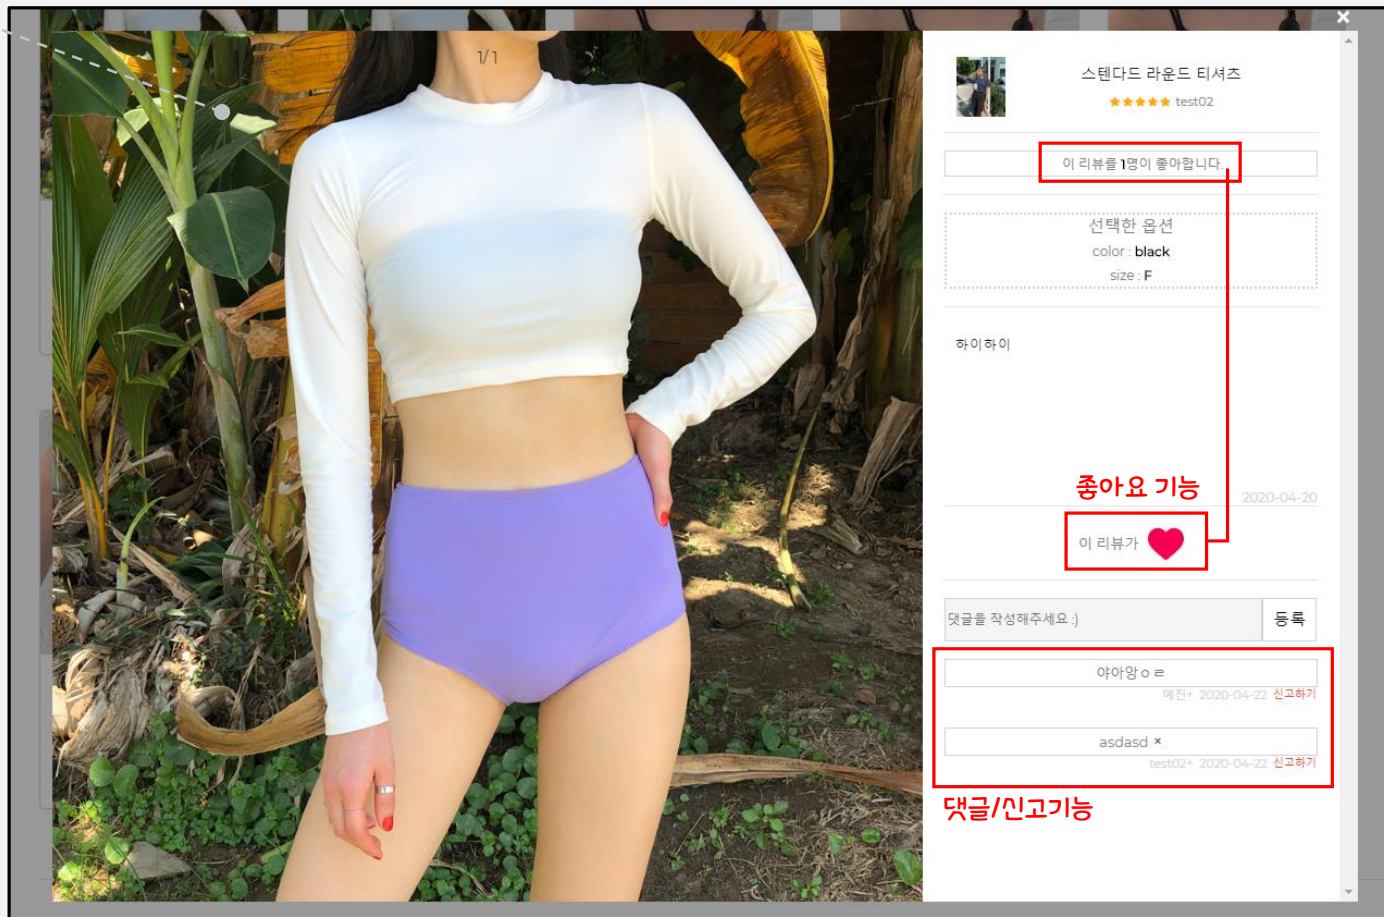 1/1
스텐다드 라운드 티셔츠
★★★★★ test02
이 리뷰를 1명이 좋아합니다.
선택한 옵션
color : black
size : F
하이하이
좋아요 기능
2020-04-20
이 리뷰가
댓글을 작성해주세요 :)
등록
야아앙ㅇㄹ
예진+ 2020-04-22 신고하기
asdasd ×
test02+ 2020-04-22 신고하기
댓글/신고기능